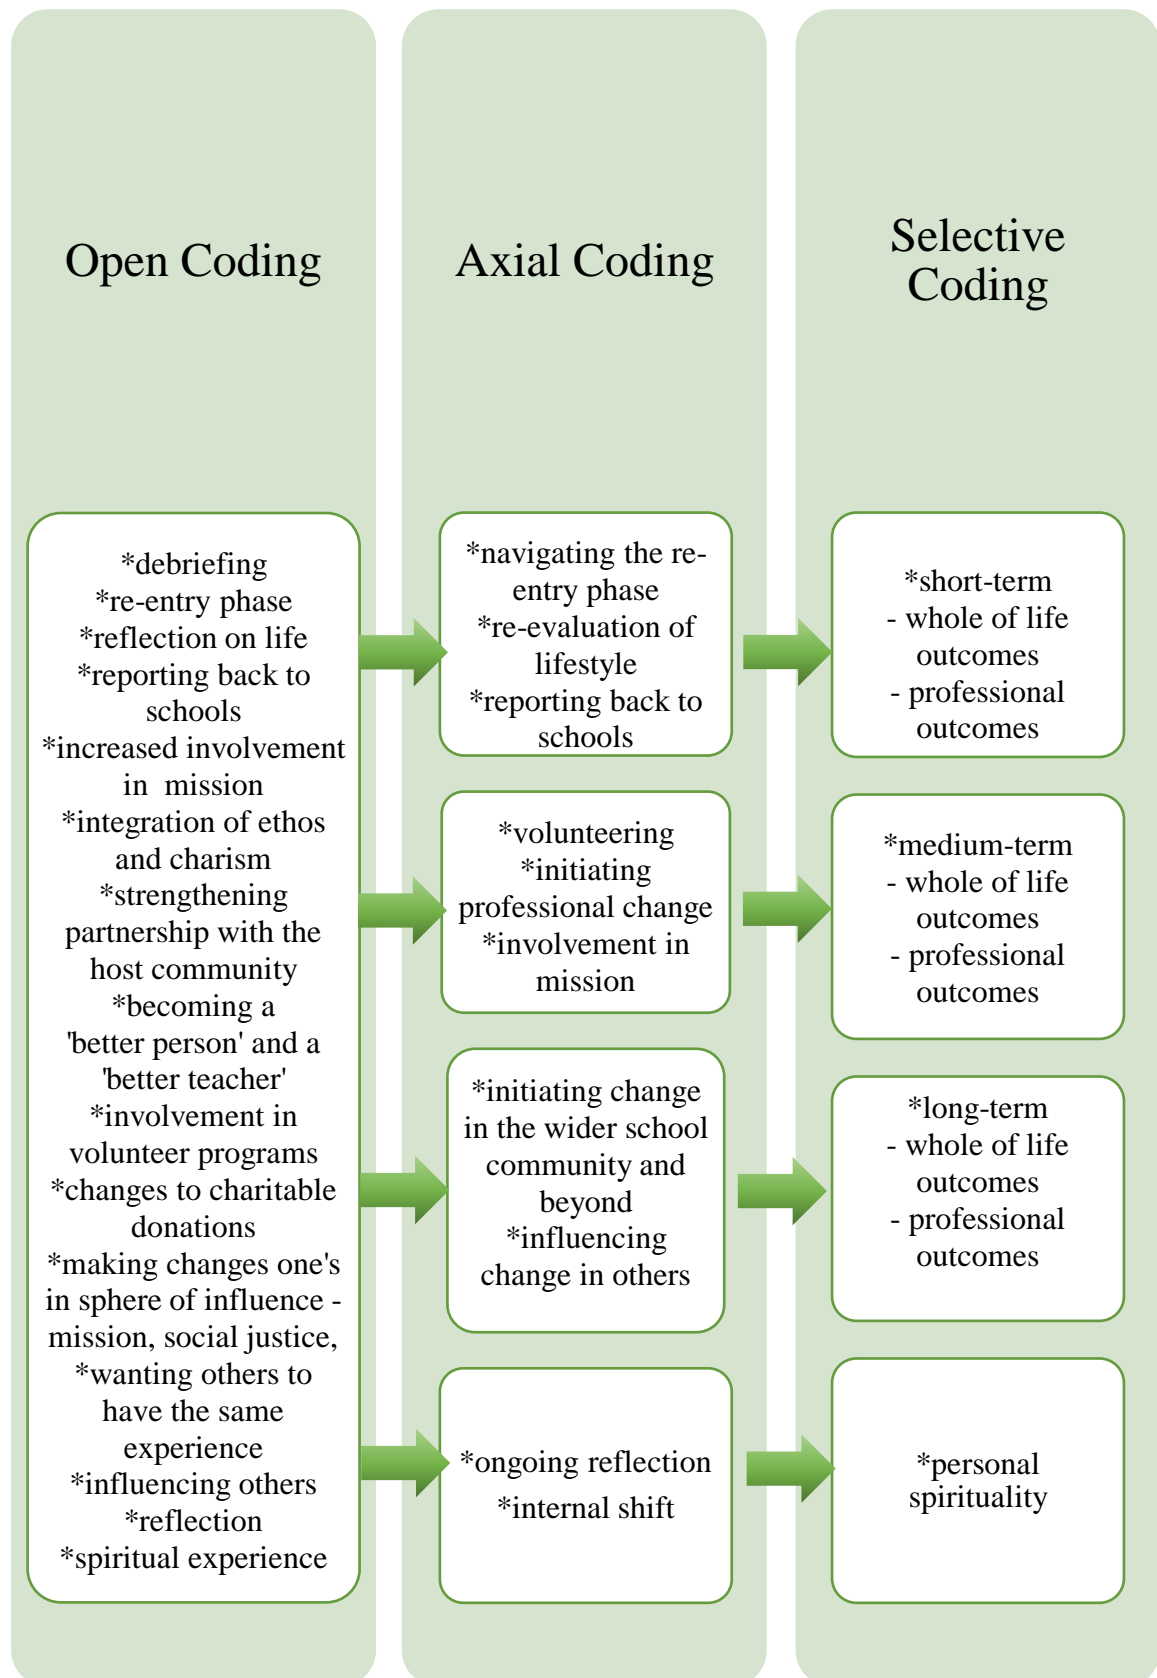 Open Coding
*debriefing
*re-entry phase
*reflection on life
*reporting back to
schools
*increased involvement
in  mission
*integration of ethos
and charism
*strengthening
partnership with the
host community
*becoming a
'better person' and a
'better teacher'
*involvement in
volunteer programs
*changes to charitable
donations
*making changes one's
in sphere of influence -
mission, social justice,
*wanting others to
have the same
experience
*influencing others
*reflection
*spiritual experience
Axial Coding
*navigating the re-
entry phase
*re-evaluation of
lifestyle
*reporting back to
schools
*volunteering
*initiating
professional change
*involvement in
mission
*initiating change
in the wider school
community and
beyond
*influencing
change in others
*ongoing reflection
*internal shift
Selective
Coding
*short-term
- whole of life
outcomes
- professional
outcomes
*medium-term
- whole of life
outcomes
- professional
outcomes
*long-term
- whole of life
outcomes
- professional
outcomes
*personal
spirituality